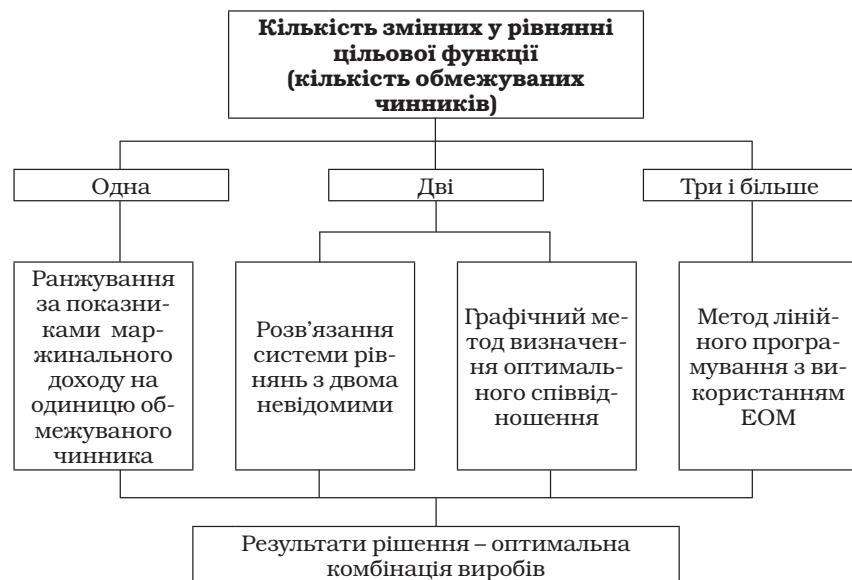 Кількість змінних у рівнянні
цільової функції
(кількість обмежуваних
чинників)
Одна
Дві
Три і більше
Ранжування
за показни-
ками мар-
жинального
доходу на
одиницю об-
межуваного
чинника
Розв’язання
системи рів-
нянь з двома
невідомими
Графічний ме-
тод визначен-
ня оптималь-
ного співвід-
ношення
Метод ліній-
ного програ-
мування з ви-
користанням
ЕОМ
Результати рішення – оптимальна
комбінація виробів